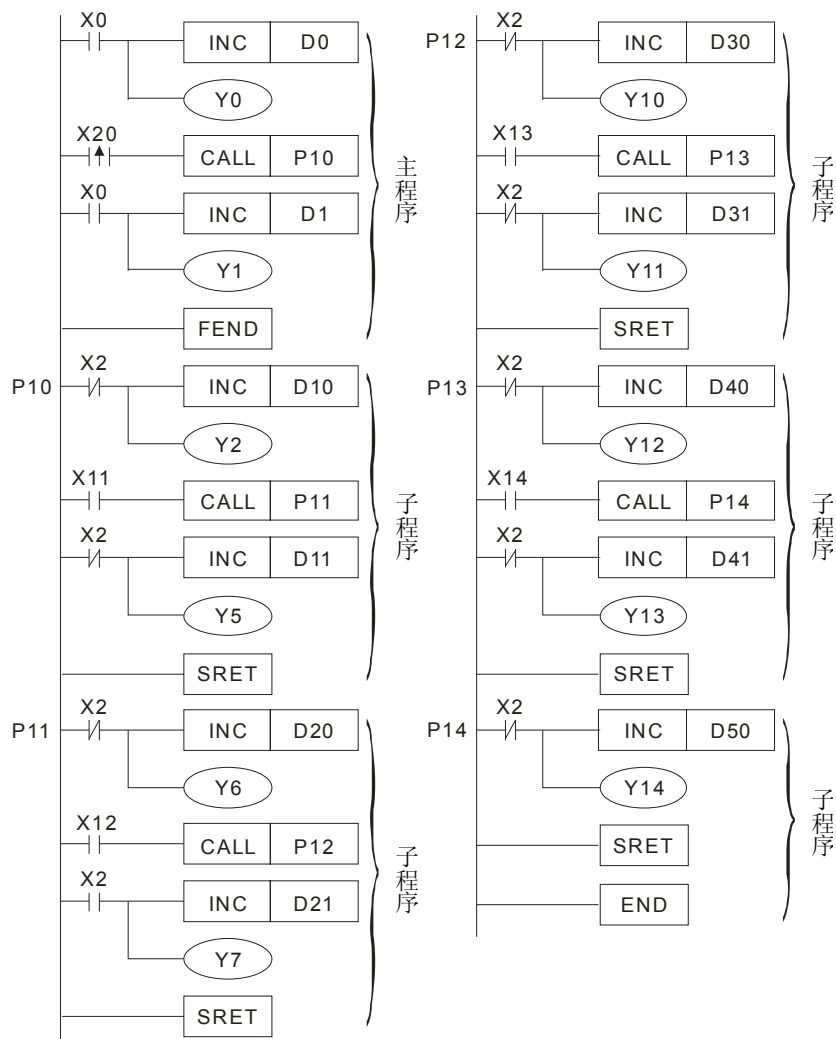 X0
INC D0
Y0
X20
CALL P10
X0
INC D1
Y1
FEND
主程序
P10
X2
INC D10
Y2
X11
CALL P11
X2
INC D11
Y5
SRET
子程序
P11
X2
INC D20
Y6
X12
CALL P12
X2
INC D21
Y7
SRET
子程序
P12
X2
INC D30
Y10
X13
CALL P13
X2
INC D31
Y11
SRET
子程序
P13
X2
INC D40
Y12
X14
CALL P14
X2
INC D41
Y13
SRET
子程序
P14
X2
INC D50
Y14
SRET
END
子程序